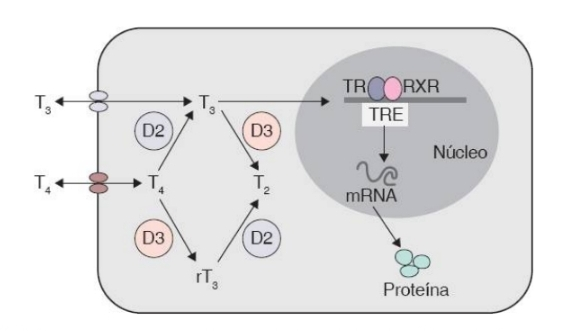 TR RXR
T₃ T₃
TRE
D2 D3
Núcleo
T₄ T₄ T₂
mRNA
D3 D2
rT₃
Proteína